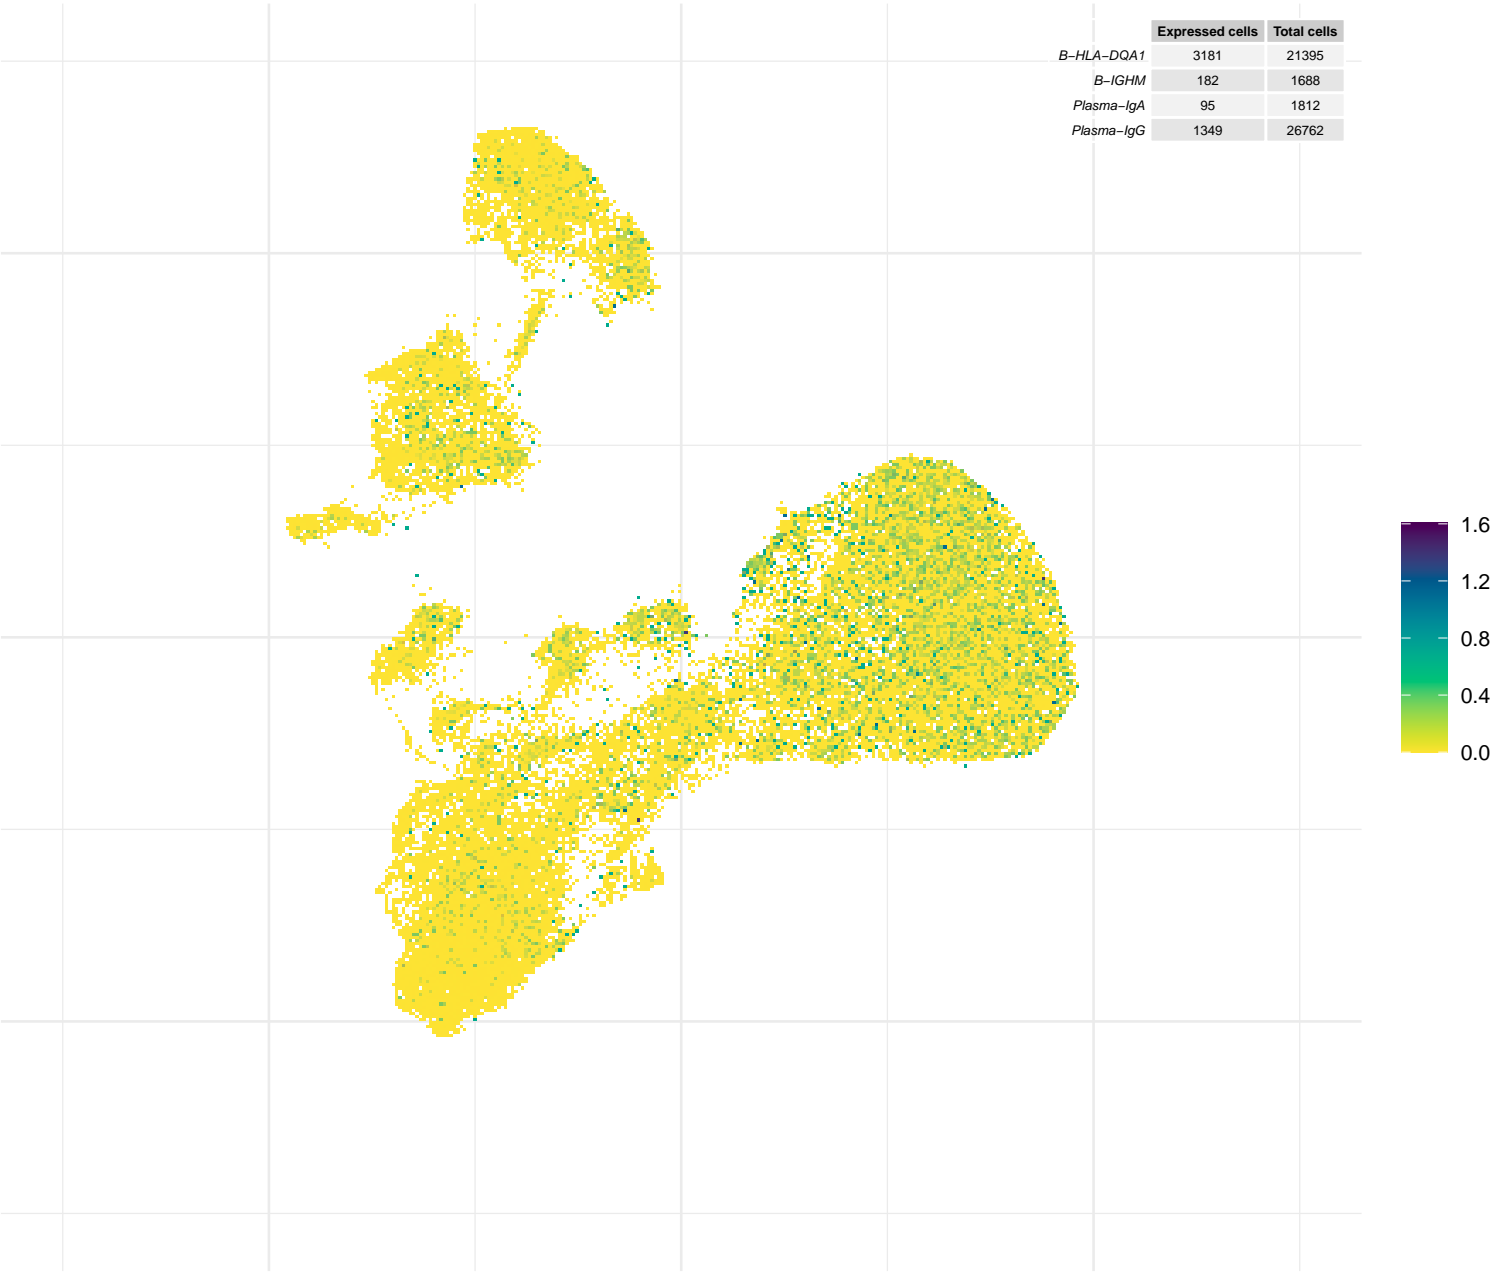 Expressed cells Total cells
B−HLA−DQA1 3181 21395
B−IGHM 182 1688
Plasma−IgA 95 1812
Plasma−IgG 1349 26762
1.6
1.2
0.8
0.4
0.0